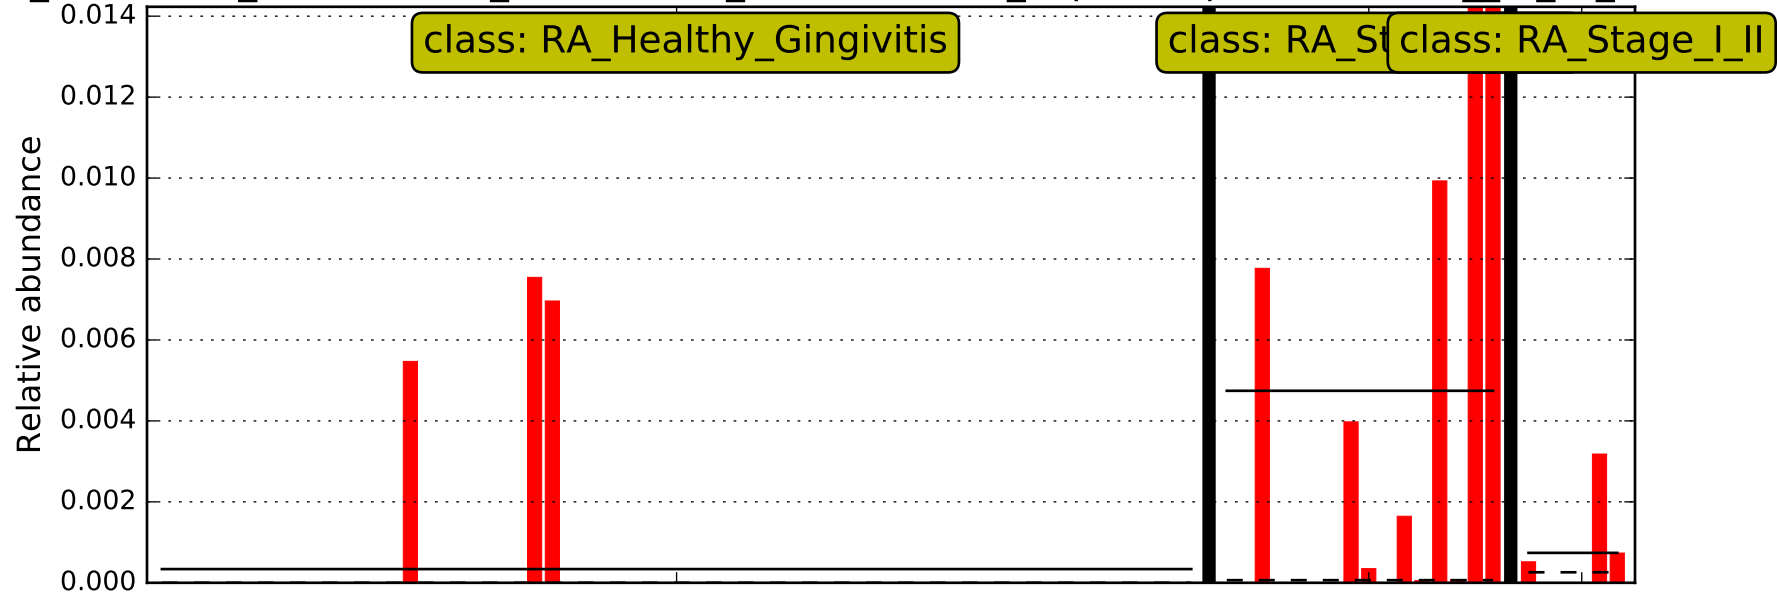 0.014
class: RA_Healthy_Gingivitis
class: RA_St
class: RA_Stage_I_II
0.012
0.010
0.008
0.006
0.004
0.002
0.000
Relative abundance